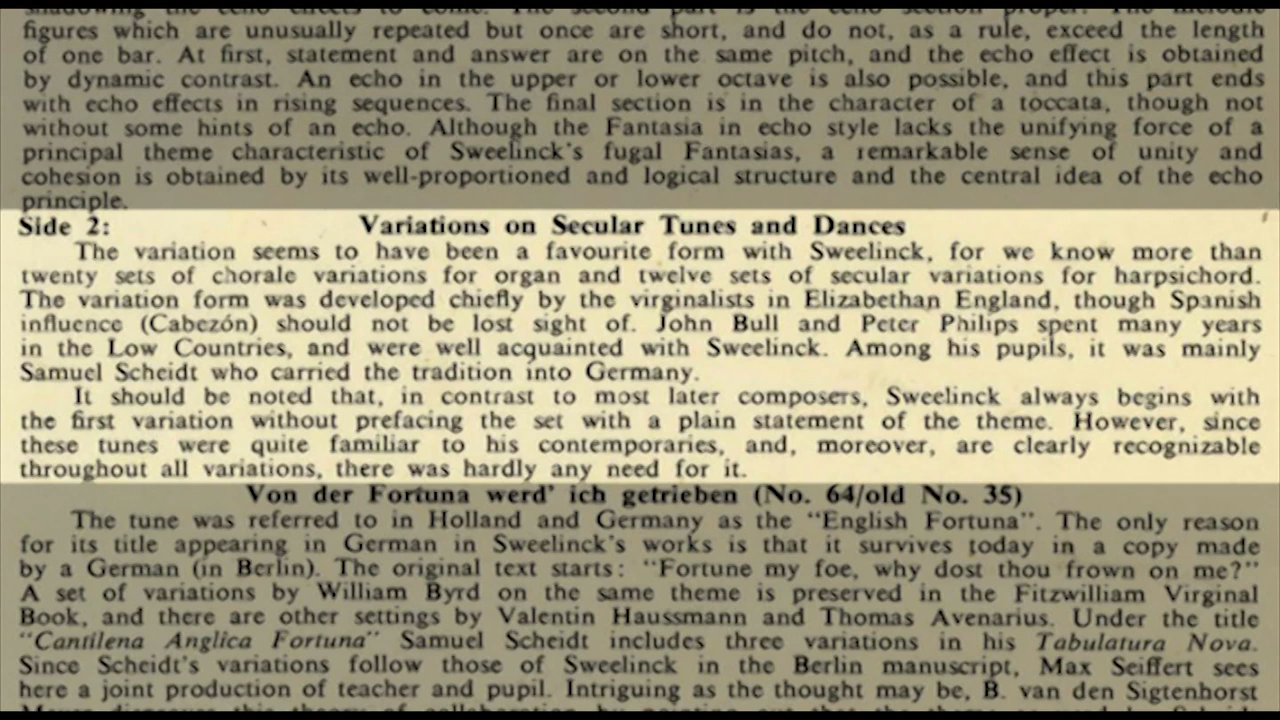 shadowing the echo effects to come. The second part is the echo section proper. The melodic
figures which are unusually repeated but once are short, and do not, as a rule, exceed the length
of one bar. At first, statement and answer are on the same pitch, and the echo effect is obtained
by dynamic contrast. An echo in the upper or lower octave is also possible, and this part ends
with echo effects in rising sequences. The final section is in the character of a toccata, though not
without some hints of an echo. Although the Fantasia in echo style lacks the unifying force of a
principal theme characteristic of Sweelinck's fugal Fantasias, a remarkable sense of unity and
cohesion is obtained by its well-proportioned and logical structure and the central idea of the echo
principle.
Side 2: Variations on Secular Tunes and Dances
The variation seems to have been a favourite form with Sweelinck, for we know more than
twenty sets of chorale variations for organ and twelve sets of secular variations for harpsichord.
The variation form was developed chiefly by the virginalists in Elizabethan England, though Spanish
influence (Cabezón) should not be lost sight of. John Bull and Peter Philips spent many years
in the Low Countries, and were well acquainted with Sweelinck. Among his pupils, it was mainly
Samuel Scheidt who carried the tradition into Germany.
It should be noted that, in contrast to most later composers, Sweelinck always begins with
the first variation without prefacing the set with a plain statement of the theme. However, since
these tunes were quite familiar to his contemporaries, and, moreover, are clearly recognizable
throughout all variations, there was hardly any need for it.
Von der Fortuna werd' ich getrieben (No. 64/old No. 35)
The tune was referred to in Holland and Germany as the "English Fortuna". The only reason
for its title appearing in German in Sweelinck's works is that it survives today in a copy made
by a German (in Berlin). The original text starts: "Fortune my foe, why dost thou frown on me?"
A set of variations by William Byrd on the same theme is preserved in the Fitzwilliam Virginal
Book, and there are other settings by Valentin Haussmann and Thomas Avenarius. Under the title
"Cantilena Anglica Fortuna" Samuel Scheidt includes three variations in his Tabulatura Nova.
Since Scheidt's variations follow those of Sweelinck in the Berlin manuscript, Max Seiffert sees
here a joint production of teacher and pupil. Intriguing as the thought may be, B. van den Sigtenhorst